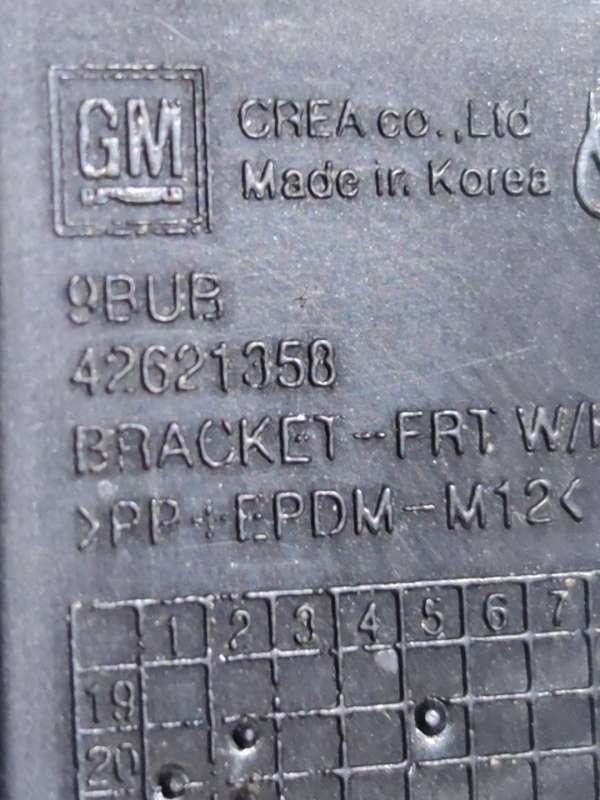 GM
CREA co.,Ltd
Made in Korea
9BUB
42621358
BRACKET-FRT W/H
>PP+EPDM-M12<
1 2 3 4 5 6 7
19
20